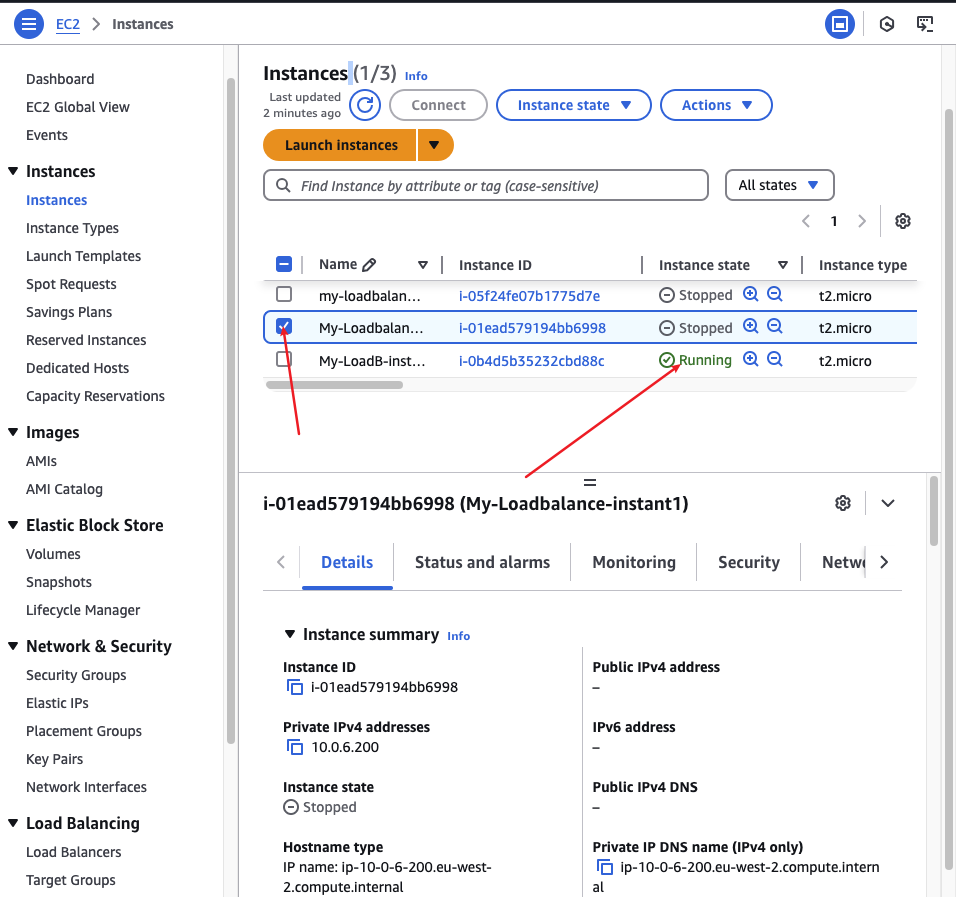 EC2 > Instances
Dashboard
EC2 Global View
Events
Instances
Instances
Instance Types
Launch Templates
Spot Requests
Savings Plans
Reserved Instances
Dedicated Hosts
Capacity Reservations
Images
AMIs
AMI Catalog
Elastic Block Store
Volumes
Snapshots
Lifecycle Manager
Network & Security
Security Groups
Elastic IPs
Placement Groups
Key Pairs
Network Interfaces
Load Balancing
Load Balancers
Target Groups
Instances (1/3) Info
Last updated
2 minutes ago
Connect
Instance state
Actions
Launch instances
Find Instance by attribute or tag (case-sensitive)
All states
1
Name Instance ID Instance state Instance type
my-loadbalan... i-05f24fe07b1775d7e Stopped t2.micro
My-Loadbalan... i-01ead579194bb6998 Stopped t2.micro
My-LoadB-inst... i-0b4d5b35232cbd88c Running t2.micro
i-01ead579194bb6998 (My-Loadbalance-instant1)
Details Status and alarms Monitoring Security Netw
Instance summary Info
Instance ID
i-01ead579194bb6998
Private IPv4 addresses
10.0.6.200
Instance state
Stopped
Hostname type
IP name: ip-10-0-6-200.eu-west-
2.compute.internal
Public IPv4 address
–
IPv6 address
–
Public IPv4 DNS
–
Private IP DNS name (IPv4 only)
ip-10-0-6-200.eu-west-2.compute.intern
al